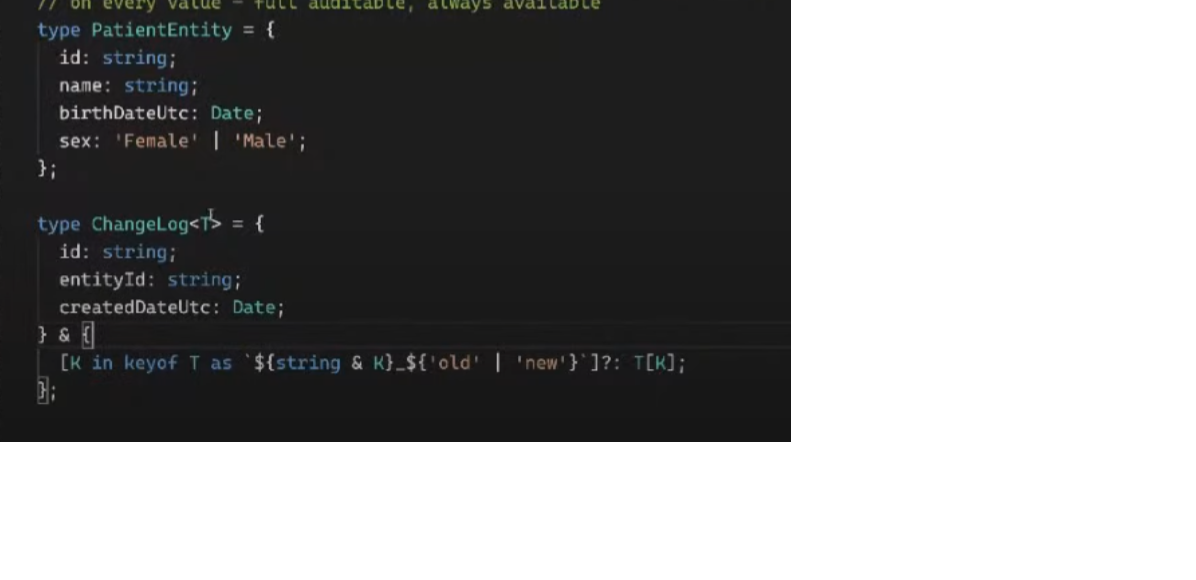 // on every value – full auditable, always available
type PatientEntity = {
id: string;
name: string;
birthDateUtc: Date;
sex: 'Female' | 'Male';
};
type ChangeLog<T> = {
id: string;
entityId: string;
createdDateUtc: Date;
} & {
[K in keyof T as `${string & K}_${'old' | 'new'}`]?: T[K];
};